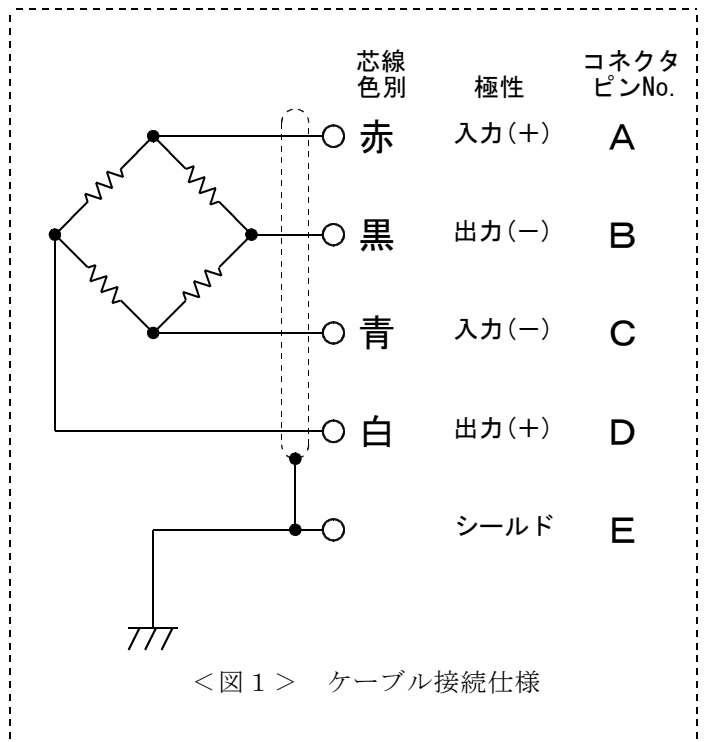 芯線 色別 極性 コネクタ ピンNo.
赤 入力(＋) A
黒 出力(－) B
青 入力(－) C
白 出力(＋) D
シールド E
＜図１＞　ケーブル接続仕様